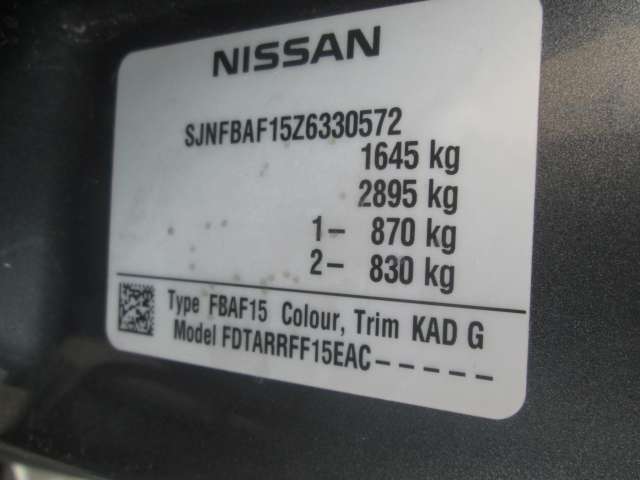 NISSAN
SJNFBAF15Z6330572
1645 kg
2895 kg
1– 870 kg
2– 830 kg
Type FBAF15 Colour, Trim KAD G
Model FDTARRFF15EAC–––––